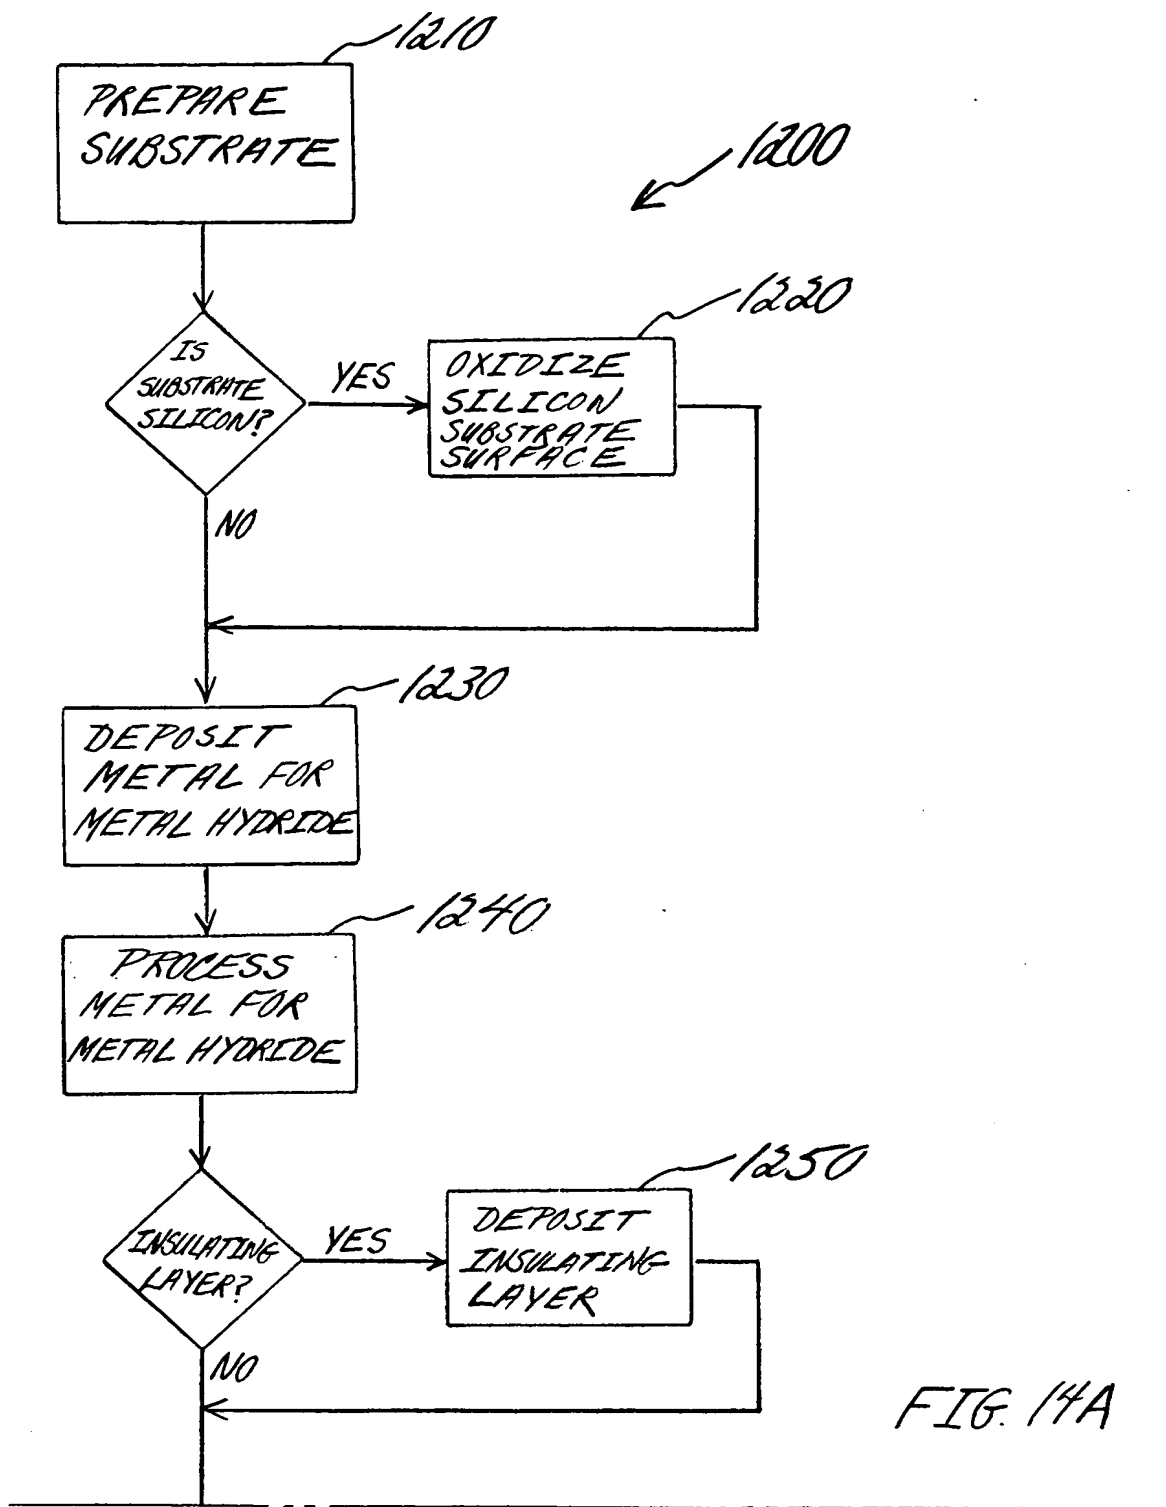 1210
PREPARE
SUBSTRATE
1200
1220
IS
SUBSTRATE
SILICON?
YES
OXIDIZE
SILICON
SUBSTRATE
SURFACE
NO
1230
DEPOSIT
METAL FOR
METAL HYDRIDE
1240
PROCESS
METAL FOR
METAL HYDRIDE
1250
INSULATING
LAYER?
YES
DEPOSIT
INSULATING
LAYER
NO
FIG. 14A